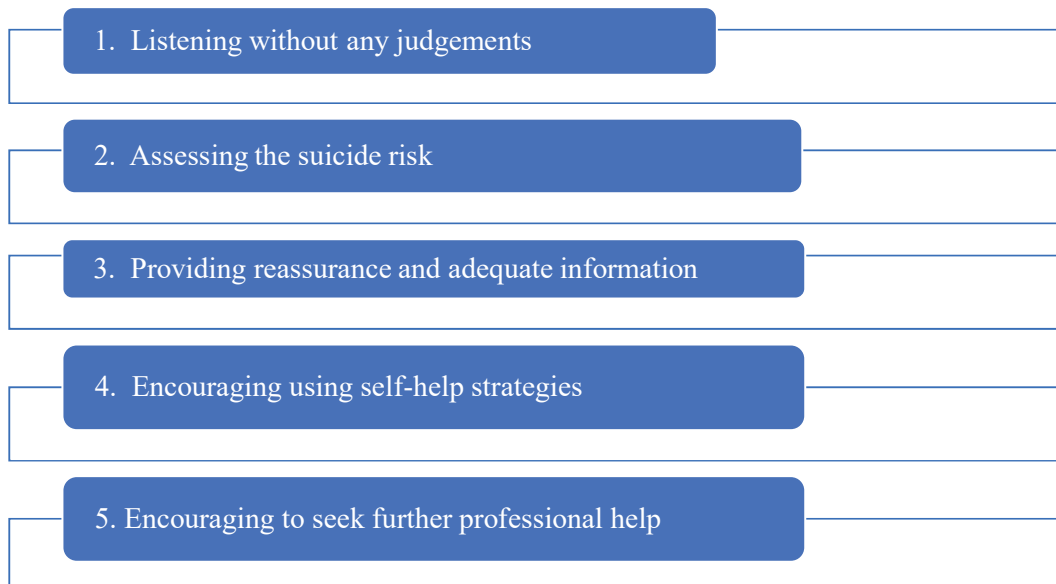 1. Listening without any judgements
2. Assessing the suicide risk
3. Providing reassurance and adequate information
4. Encouraging using self-help strategies
5. Encouraging to seek further professional help